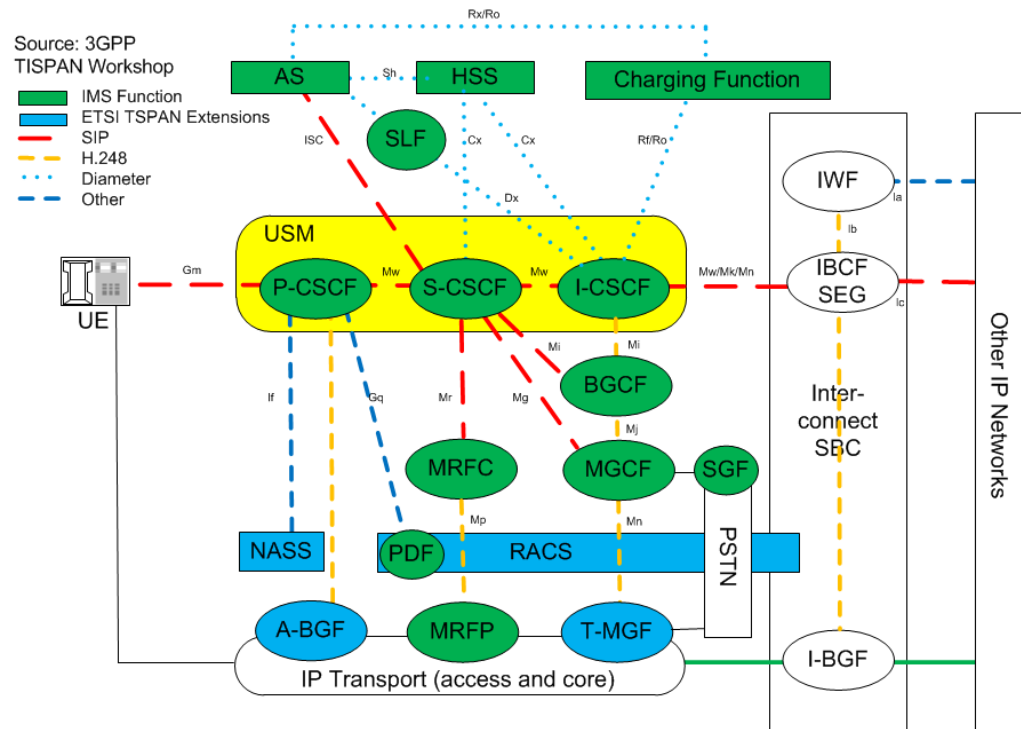 Rx/Ro
Source: 3GPP
TISPAN Workshop
IMS Function
ETSI TSPAN Extensions
SIP
H.248
Diameter
Other
AS
Sh
HSS
Charging Function
ISC
SLF
Cx
Cx
Rf/Ro
Dx
IWF
Ia
Ib
USM
Gm
P-CSCF
Mw
S-CSCF
Mw
I-CSCF
Mw/Mk/Mn
IBCF
SEG
Ic
UE
Mi
Mi
BGCF
If
Gq
Mr
Mg
Mj
Inter-
connect
SBC
Other IP Networks
MRFC
MGCF
SGF
Mp
Mn
NASS
PDF
RACS
PSTN
A-BGF
MRFP
T-MGF
I-BGF
IP Transport (access and core)